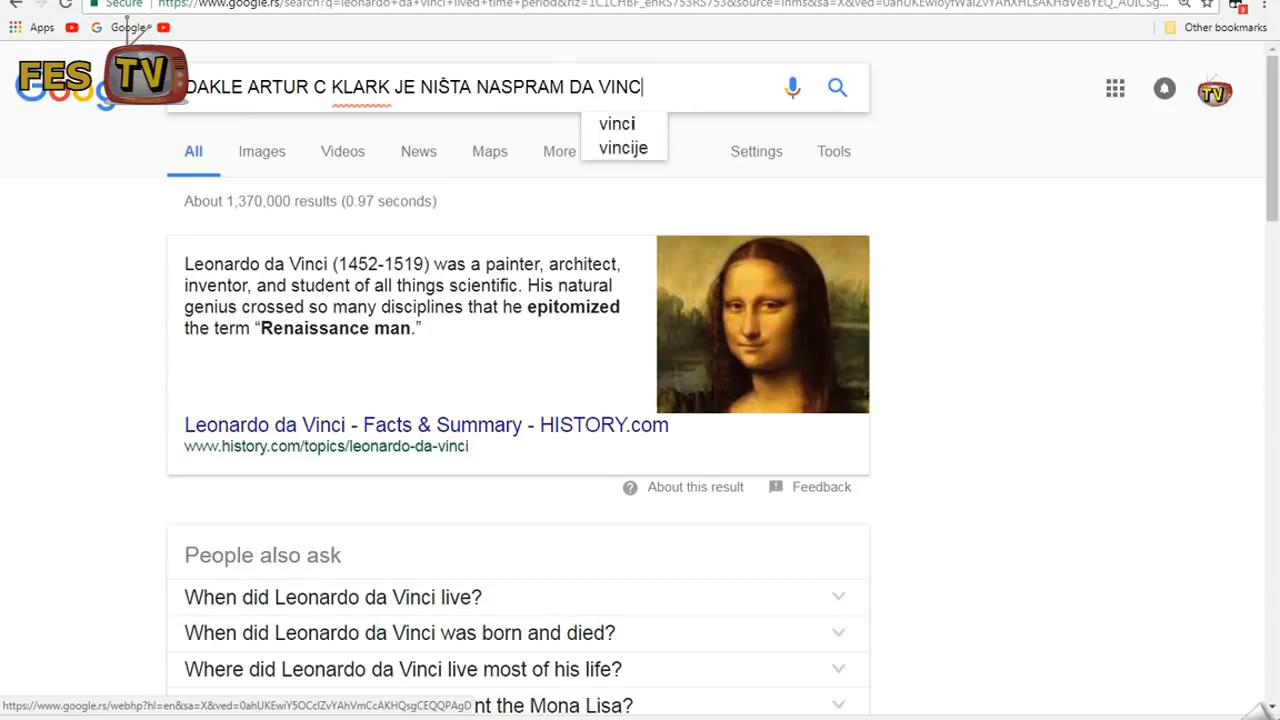 Secure
Apps
Google
Other bookmarks
FES TV
DAKLE ARTUR C KLARK JE NIŠTA NASPRAM DA VINC
TV
vinci
vincije
All Images Videos News Maps More Settings Tools
About 1,370,000 results (0.97 seconds)
Leonardo da Vinci (1452-1519) was a painter, architect,
inventor, and student of all things scientific. His natural
genius crossed so many disciplines that he epitomized
the term “Renaissance man.”
Leonardo da Vinci - Facts & Summary - HISTORY.com
www.history.com/topics/leonardo-da-vinci
About this result Feedback
People also ask
When did Leonardo da Vinci live?
When did Leonardo da Vinci was born and died?
Where did Leonardo da Vinci live most of his life?
nt the Mona Lisa?